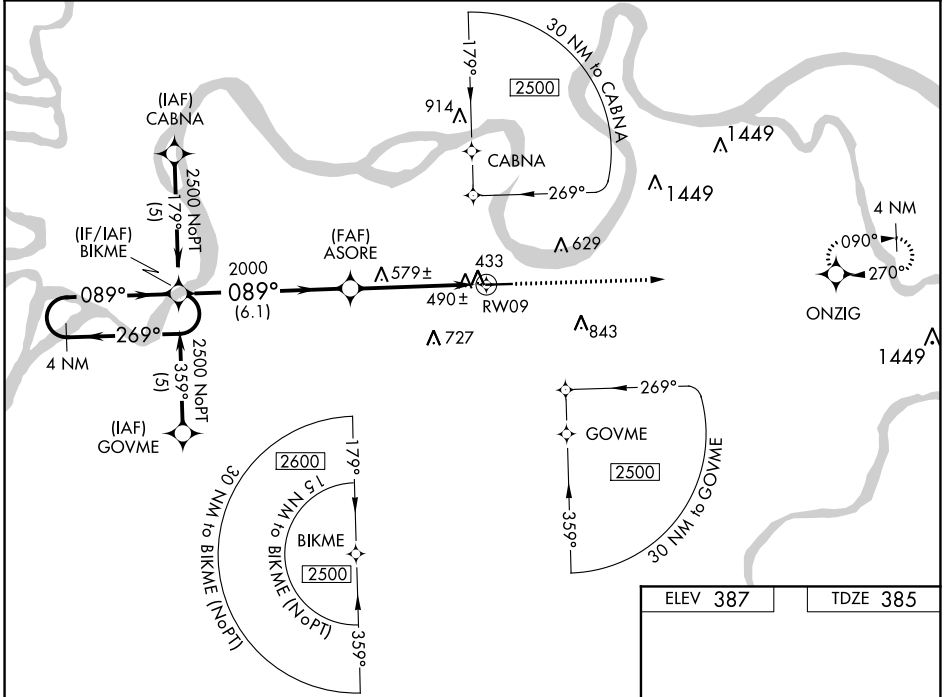 (IAF)
CABNA
2500 NoPT
179°
(5)
(IF/IAF)
BIKME
089°
269°
4 NM
2500 NoPT
359°
(5)
(IAF)
GOVME
2000
089°
(6.1)
(FAF)
ASORE
579±
490±
433
RW09
727
629
843
914
1449
1449
1449
30 NM to CABNA
179°
2500
CABNA
269°
4 NM
090°
270°
ONZIG
269°
GOVME
2500
359°
30 NM to GOVME
2600
179°
30 NM to BIKME (NoPT)
15 NM to BIKME (NoPT)
BIKME
2500
359°
ELEV 387
TDZE 385